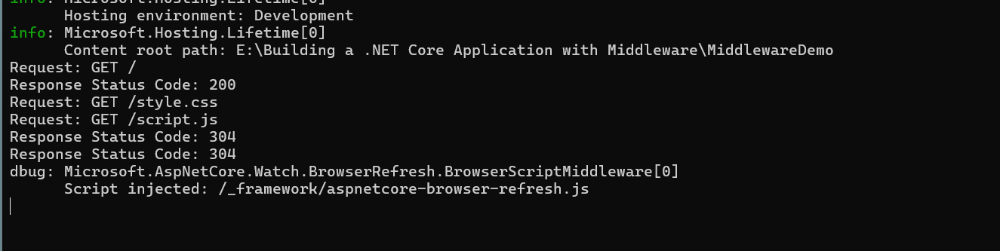 info: Microsoft.Hosting.Lifetime[0]
Hosting environment: Development
info: Microsoft.Hosting.Lifetime[0]
Content root path: E:\Building a .NET Core Application with Middleware\MiddlewareDemo
Request: GET /
Response Status Code: 200
Request: GET /style.css
Request: GET /script.js
Response Status Code: 304
Response Status Code: 304
dbug: Microsoft.AspNetCore.Watch.BrowserRefresh.BrowserScriptMiddleware[0]
Script injected: /_framework/aspnetcore-browser-refresh.js